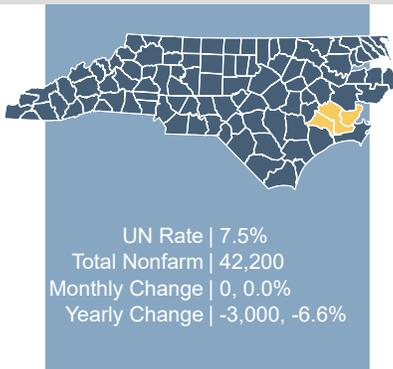 UN Rate | 7.5%
Total Nonfarm | 42,200
Monthly Change | 0, 0.0%
Yearly Change | -3,000, -6.6%